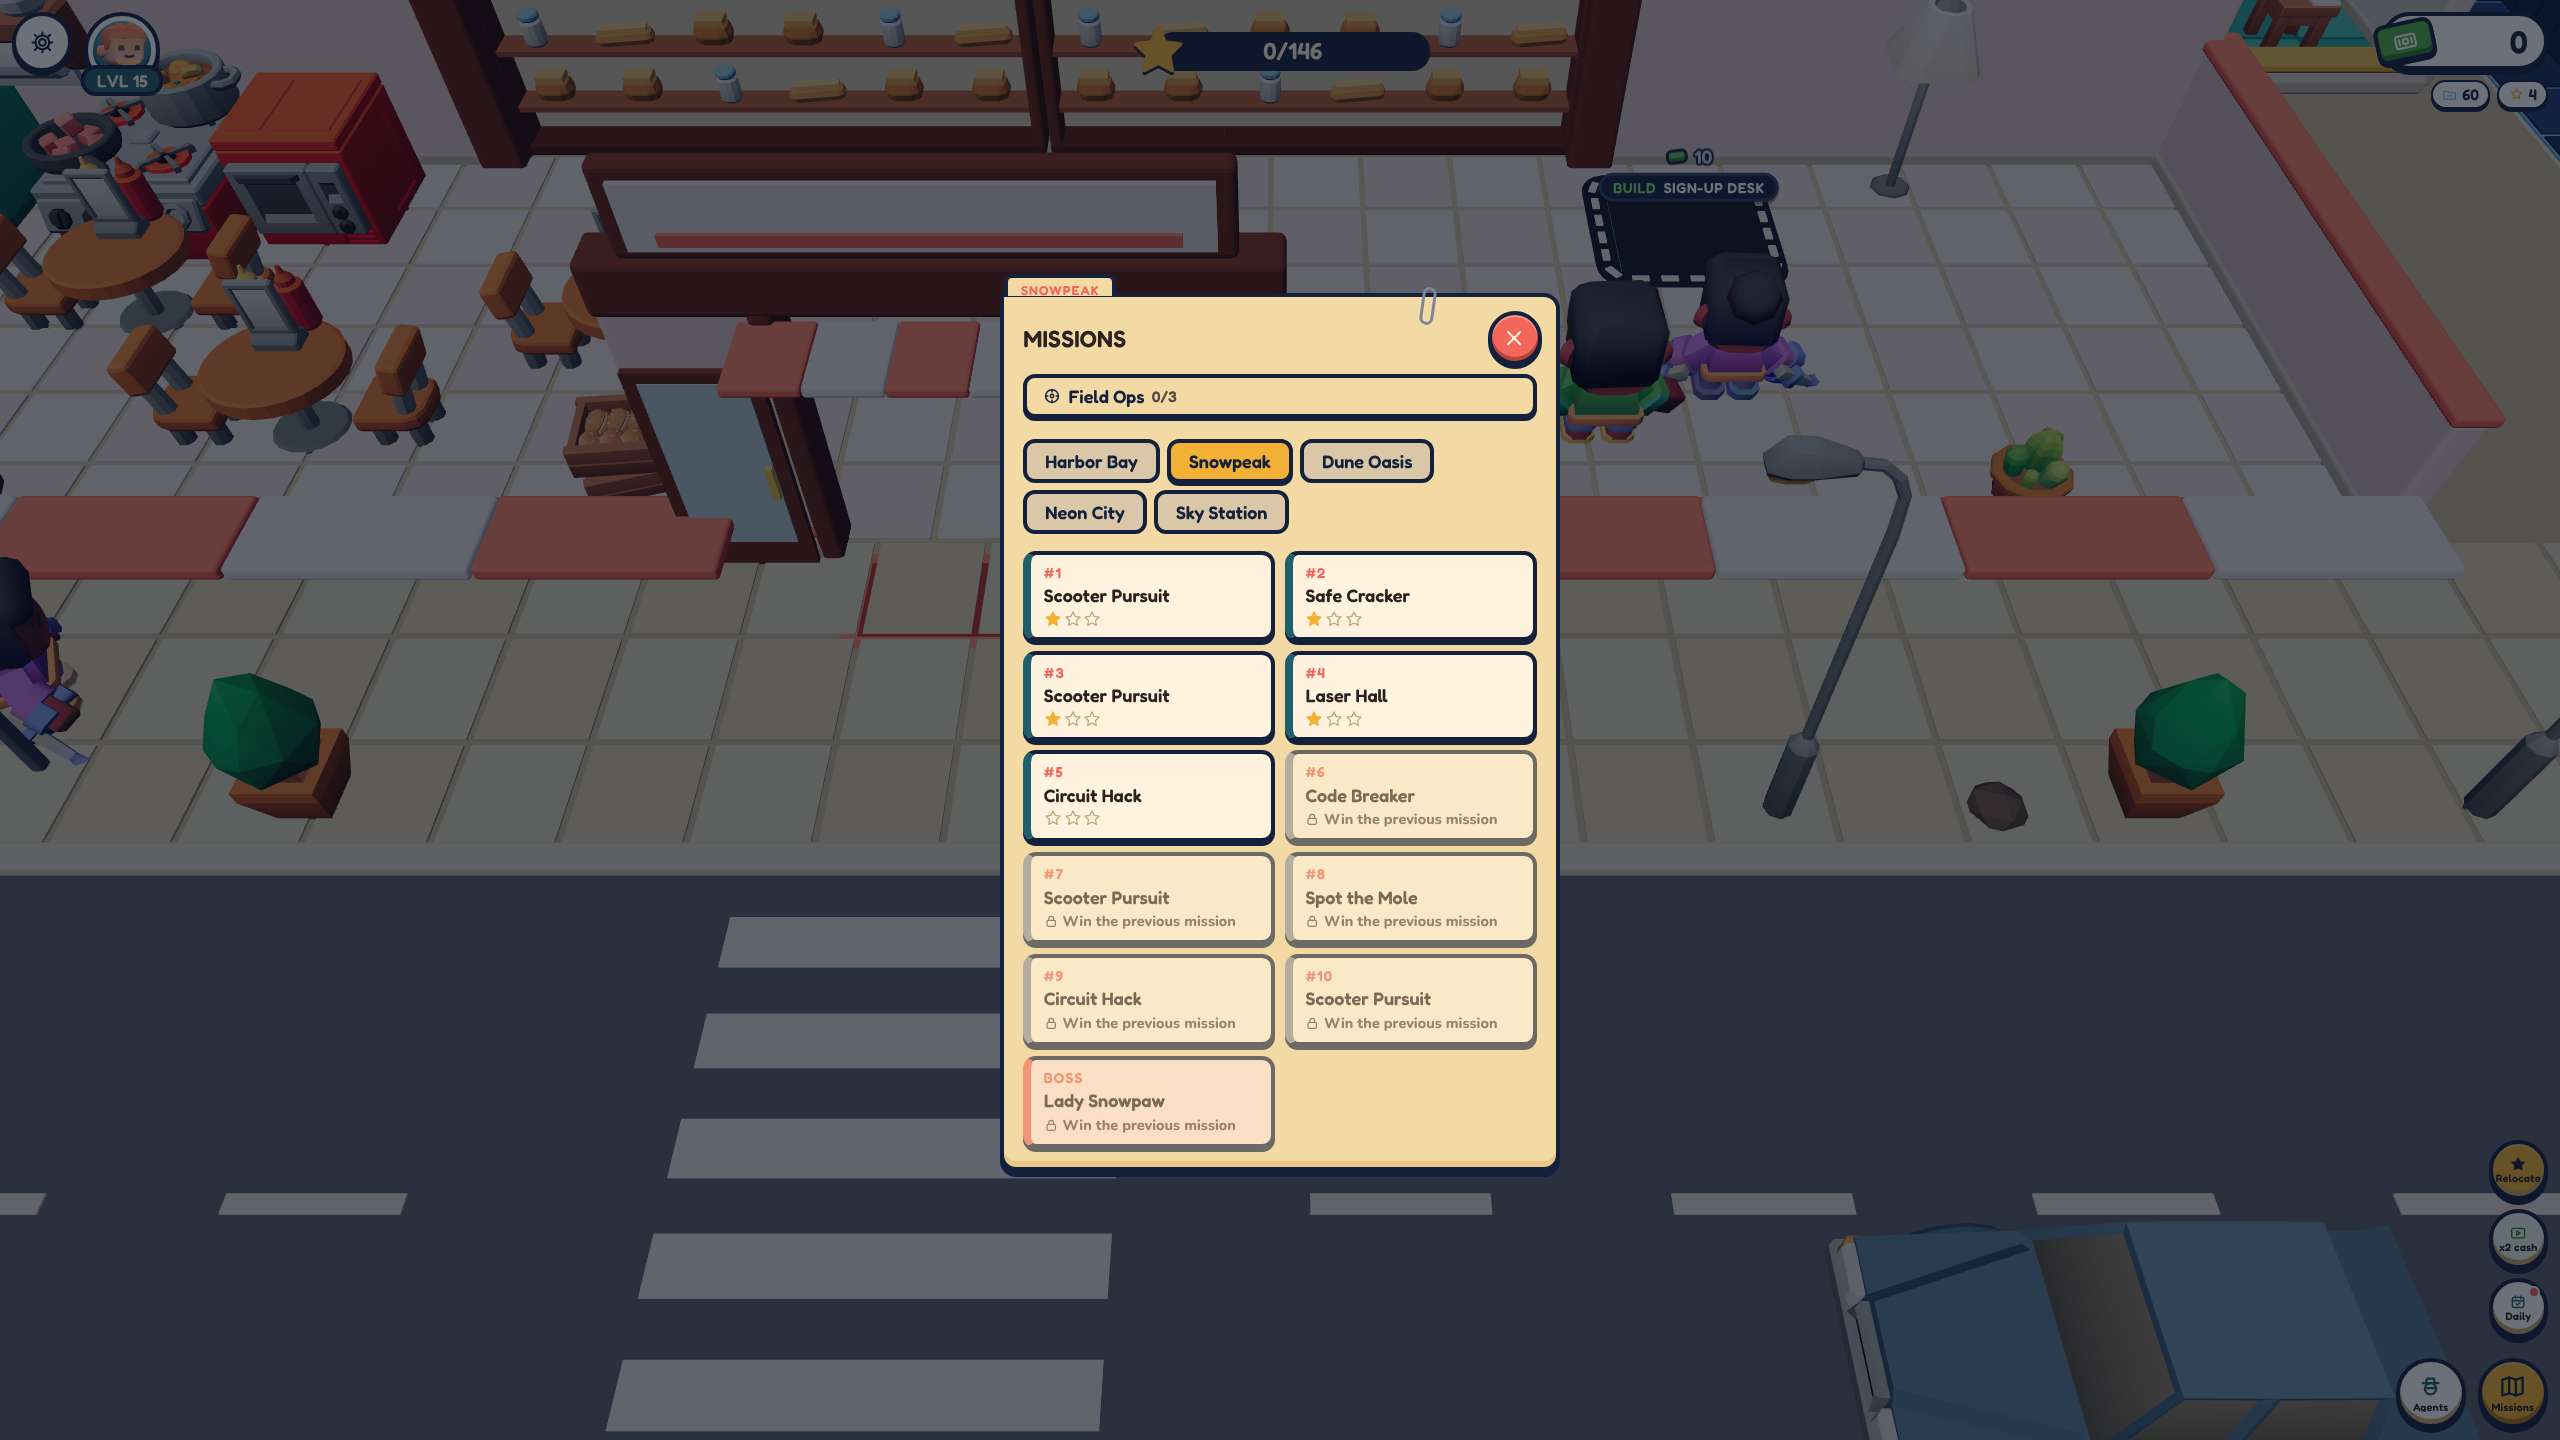 LVL 15
0/146
0
60
4
10
BUILD SIGN-UP DESK
SNOWPEAK
MISSIONS
Field Ops 0/3
Harbor Bay
Snowpeak
Dune Oasis
Neon City
Sky Station
#1
Scooter Pursuit
#2
Safe Cracker
#3
Scooter Pursuit
#4
Laser Hall
#5
Circuit Hack
#6
Code Breaker
Win the previous mission
#7
Scooter Pursuit
Win the previous mission
#8
Spot the Mole
Win the previous mission
#9
Circuit Hack
Win the previous mission
#10
Scooter Pursuit
Win the previous mission
BOSS
Lady Snowpaw
Win the previous mission
Relocate
x2 cash
Daily
Agents
Missions